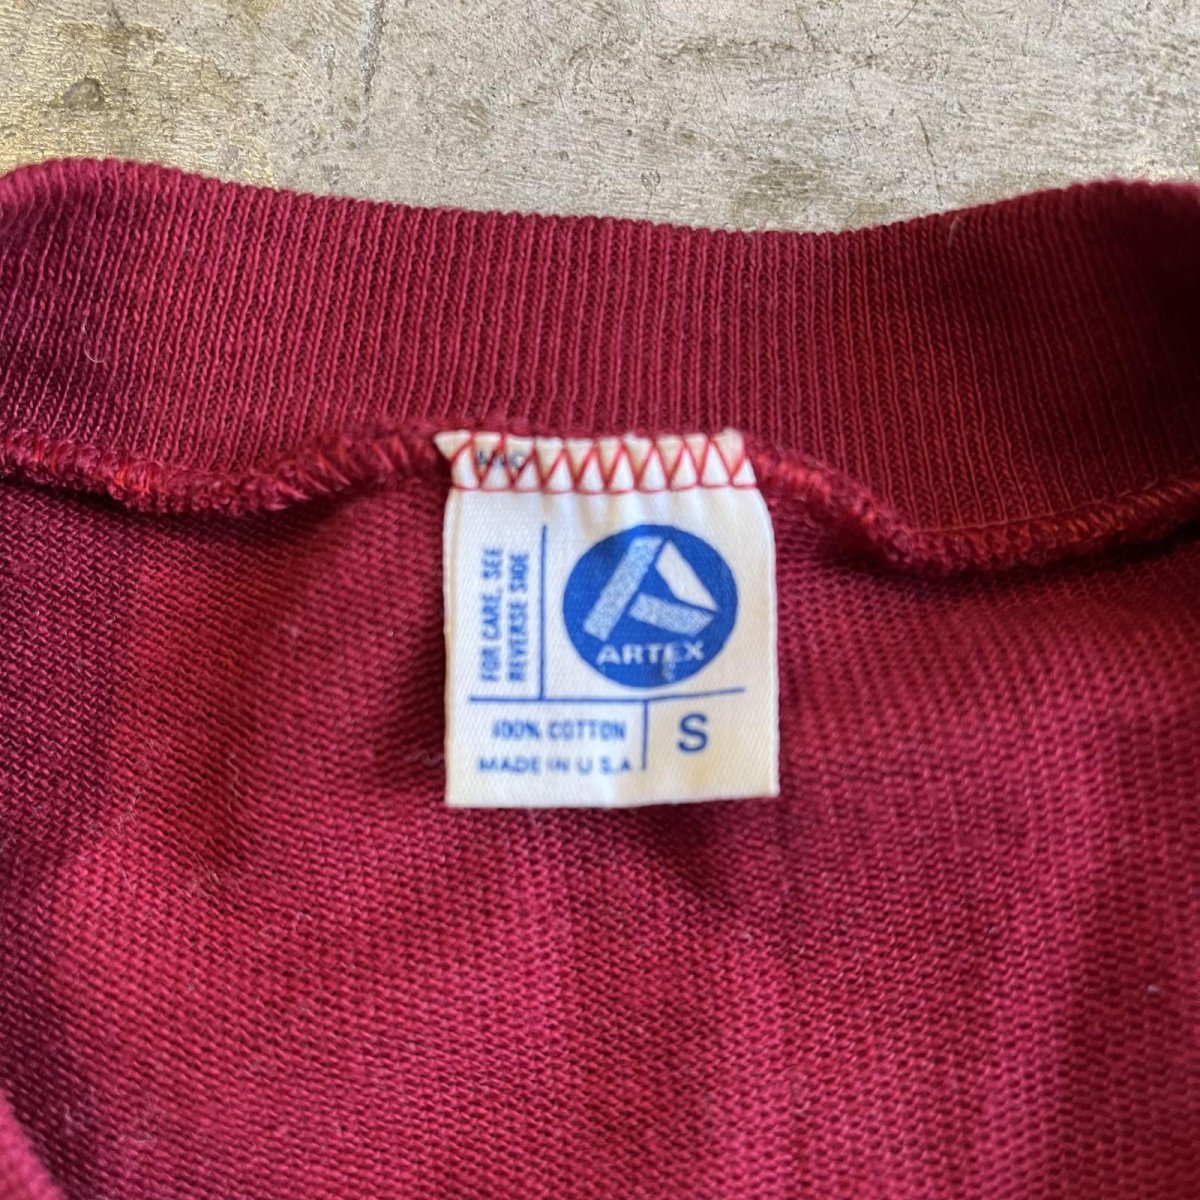 FOR CARE, SEE
REVERSE SIDE
ARTEX
100% COTTON
MADE IN U.S.A
S